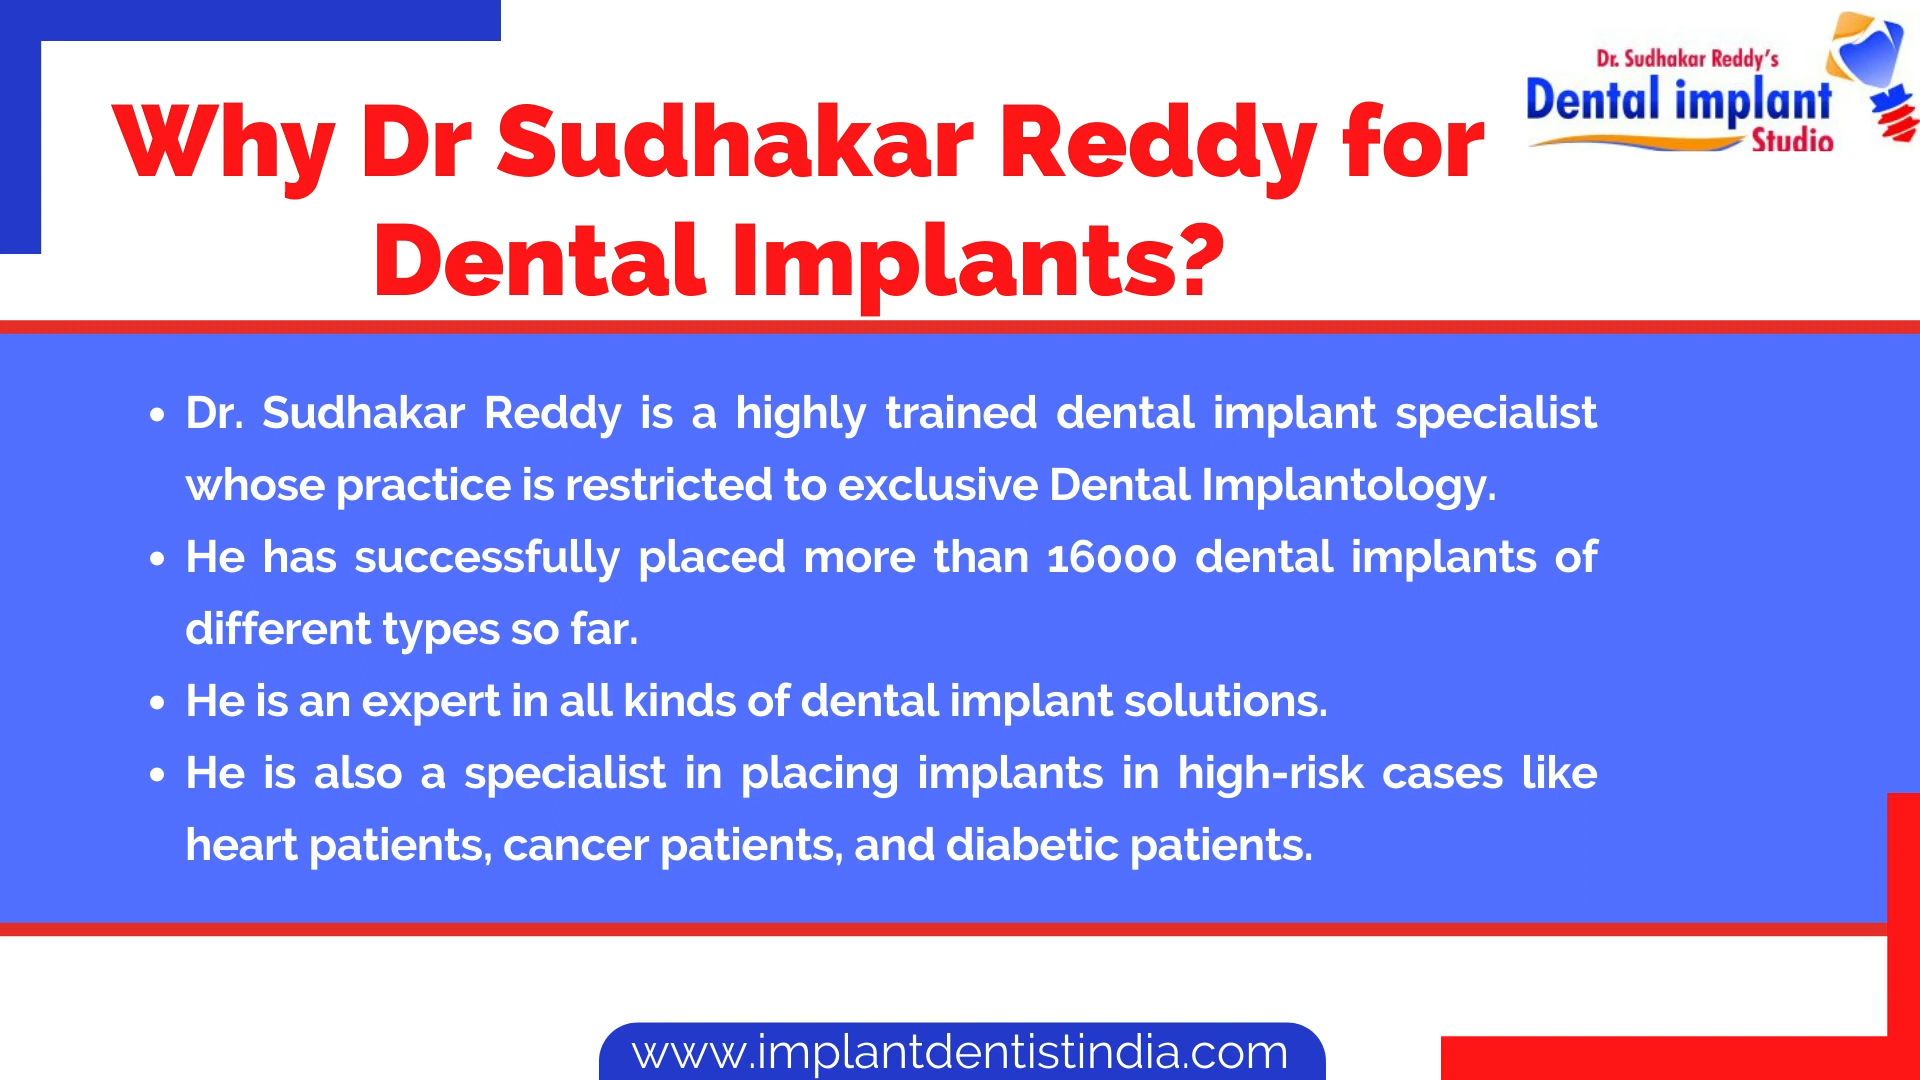 Dr. Sudhakar Reddy's
Dental implant
Studio
Why Dr Sudhakar Reddy for
Dental Implants?
• Dr. Sudhakar Reddy is a highly trained dental implant specialist
whose practice is restricted to exclusive Dental Implantology.
• He has successfully placed more than 16000 dental implants of
different types so far.
• He is an expert in all kinds of dental implant solutions.
• He is also a specialist in placing implants in high-risk cases like
heart patients, cancer patients, and diabetic patients.
www.implantdentistindia.com